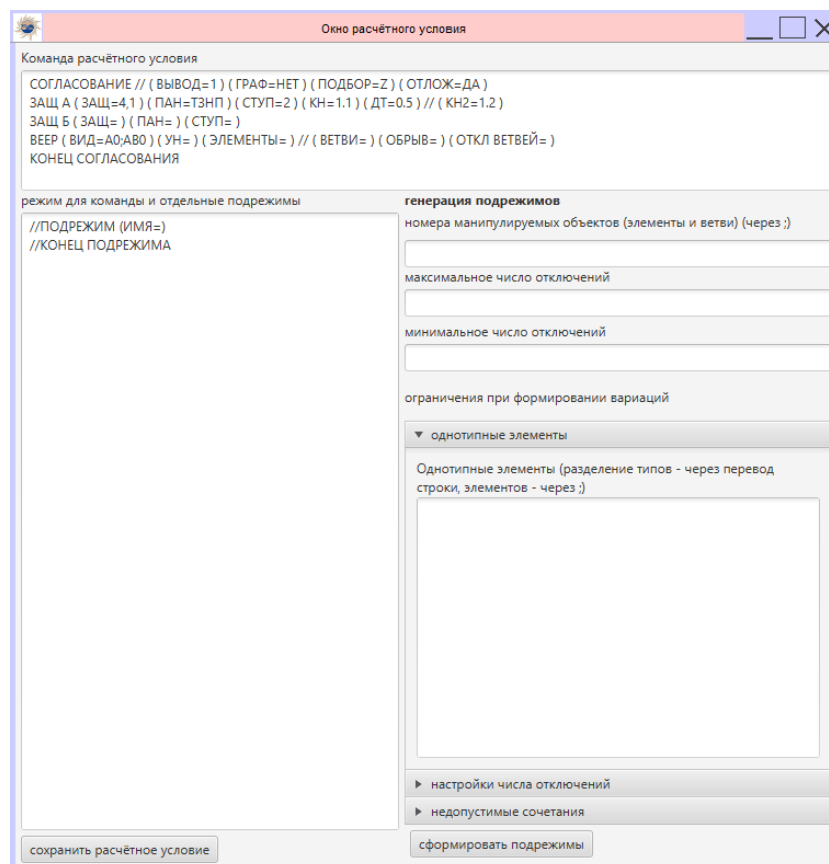 Окно расчётного условия
Команда расчётного условия
СОГЛАСОВАНИЕ // ( ВЫВОД=1 ) ( ГРАФ=НЕТ ) ( ПОДБОР=Z ) ( ОТЛОЖ=ДА )
ЗАЩ А ( ЗАЩ=4,1 ) ( ПАН=ТЗНП ) ( СТУП=2 ) ( КН=1.1 ) ( ДТ=0.5 ) // ( КН2=1.2 )
ЗАЩ Б ( ЗАЩ= ) ( ПАН= ) ( СТУП= )
ВЕЕР ( ВИД=А0;АВ0 ) ( УН= ) ( ЭЛЕМЕНТЫ= ) // ( ВЕТВИ= ) ( ОБРЫВ= ) ( ОТКЛ ВЕТВЕЙ= )
КОНЕЦ СОГЛАСОВАНИЯ
режим для команды и отдельные подрежимы
//ПОДРЕЖИМ (ИМЯ=)
//КОНЕЦ ПОДРЕЖИМА
генерация подрежимов
номера манипулируемых объектов (элементы и ветви) (через ;)
максимальное число отключений
минимальное число отключений
ограничения при формировании вариаций
однотипные элементы
Однотипные элементы (разделение типов - через перевод
строки, элементов - через ;)
настройки числа отключений
недопустимые сочетания
сохранить расчётное условие
сформировать подрежимы